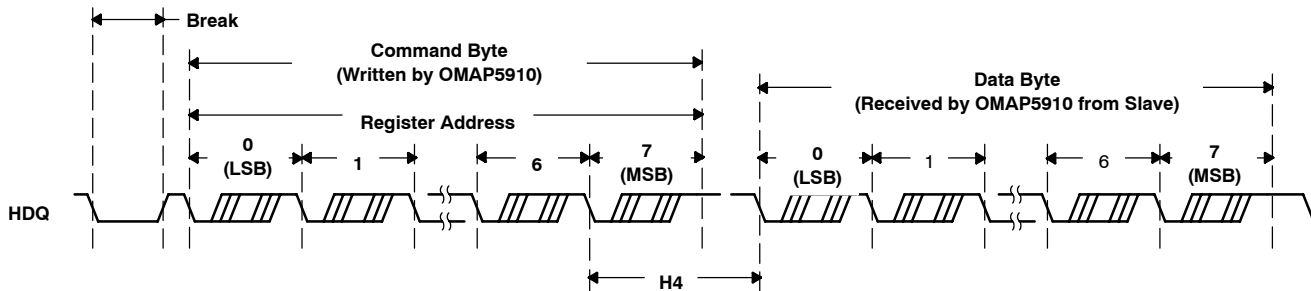 Break
Command Byte
(Written by OMAP5910)
Data Byte
(Received by OMAP5910 from Slave)
Register Address
0
(LSB)
1
6
7
(MSB)
0
(LSB)
1
6
7
(MSB)
HDQ
H4